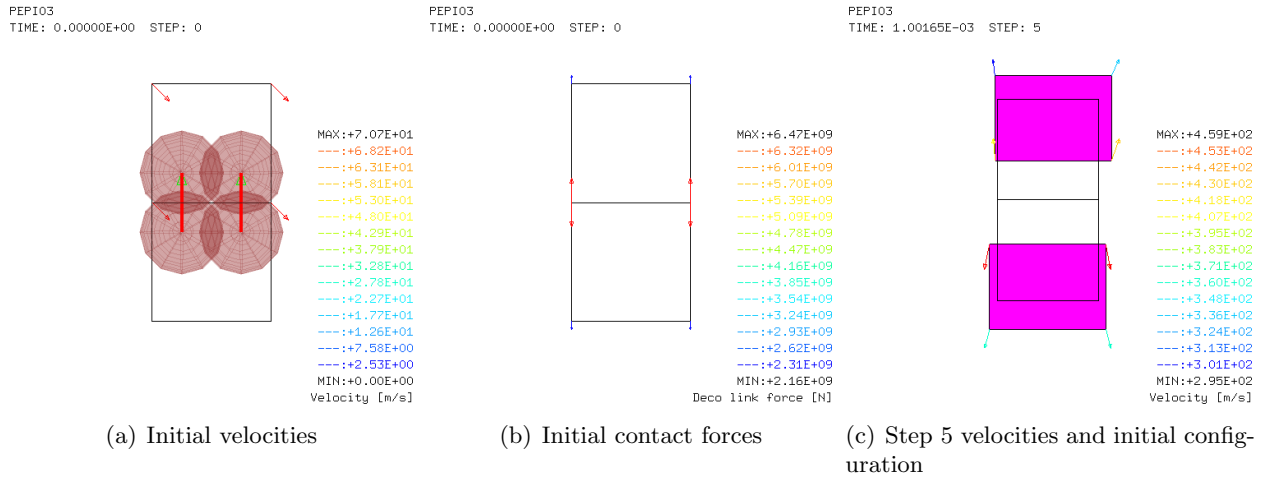 PEPIO3
TIME: 0.00000E+00 STEP: 0
MAX:+7.07E+01
---:+6.82E+01
---:+6.31E+01
---:+5.81E+01
---:+5.30E+01
---:+4.80E+01
---:+4.29E+01
---:+3.79E+01
---:+3.28E+01
---:+2.78E+01
---:+2.27E+01
---:+1.77E+01
---:+1.26E+01
---:+7.58E+00
---:+2.53E+00
MIN:+0.00E+00
Velocity [m/s]
(a) Initial velocities
PEPIO3
TIME: 0.00000E+00 STEP: 0
MAX:+6.47E+09
---:+6.32E+09
---:+6.01E+09
---:+5.70E+09
---:+5.39E+09
---:+5.09E+09
---:+4.78E+09
---:+4.47E+09
---:+4.16E+09
---:+3.85E+09
---:+3.54E+09
---:+3.24E+09
---:+2.93E+09
---:+2.62E+09
---:+2.31E+09
MIN:+2.16E+09
Deco link force [N]
(b) Initial contact forces
PEPIO3
TIME: 1.00165E-03 STEP: 5
MAX:+4.59E+02
---:+4.53E+02
---:+4.42E+02
---:+4.30E+02
---:+4.18E+02
---:+4.07E+02
---:+3.95E+02
---:+3.83E+02
---:+3.71E+02
---:+3.60E+02
---:+3.48E+02
---:+3.36E+02
---:+3.24E+02
---:+3.13E+02
---:+3.01E+02
MIN:+2.95E+02
Velocity [m/s]
(c) Step 5 velocities and initial config-
uration